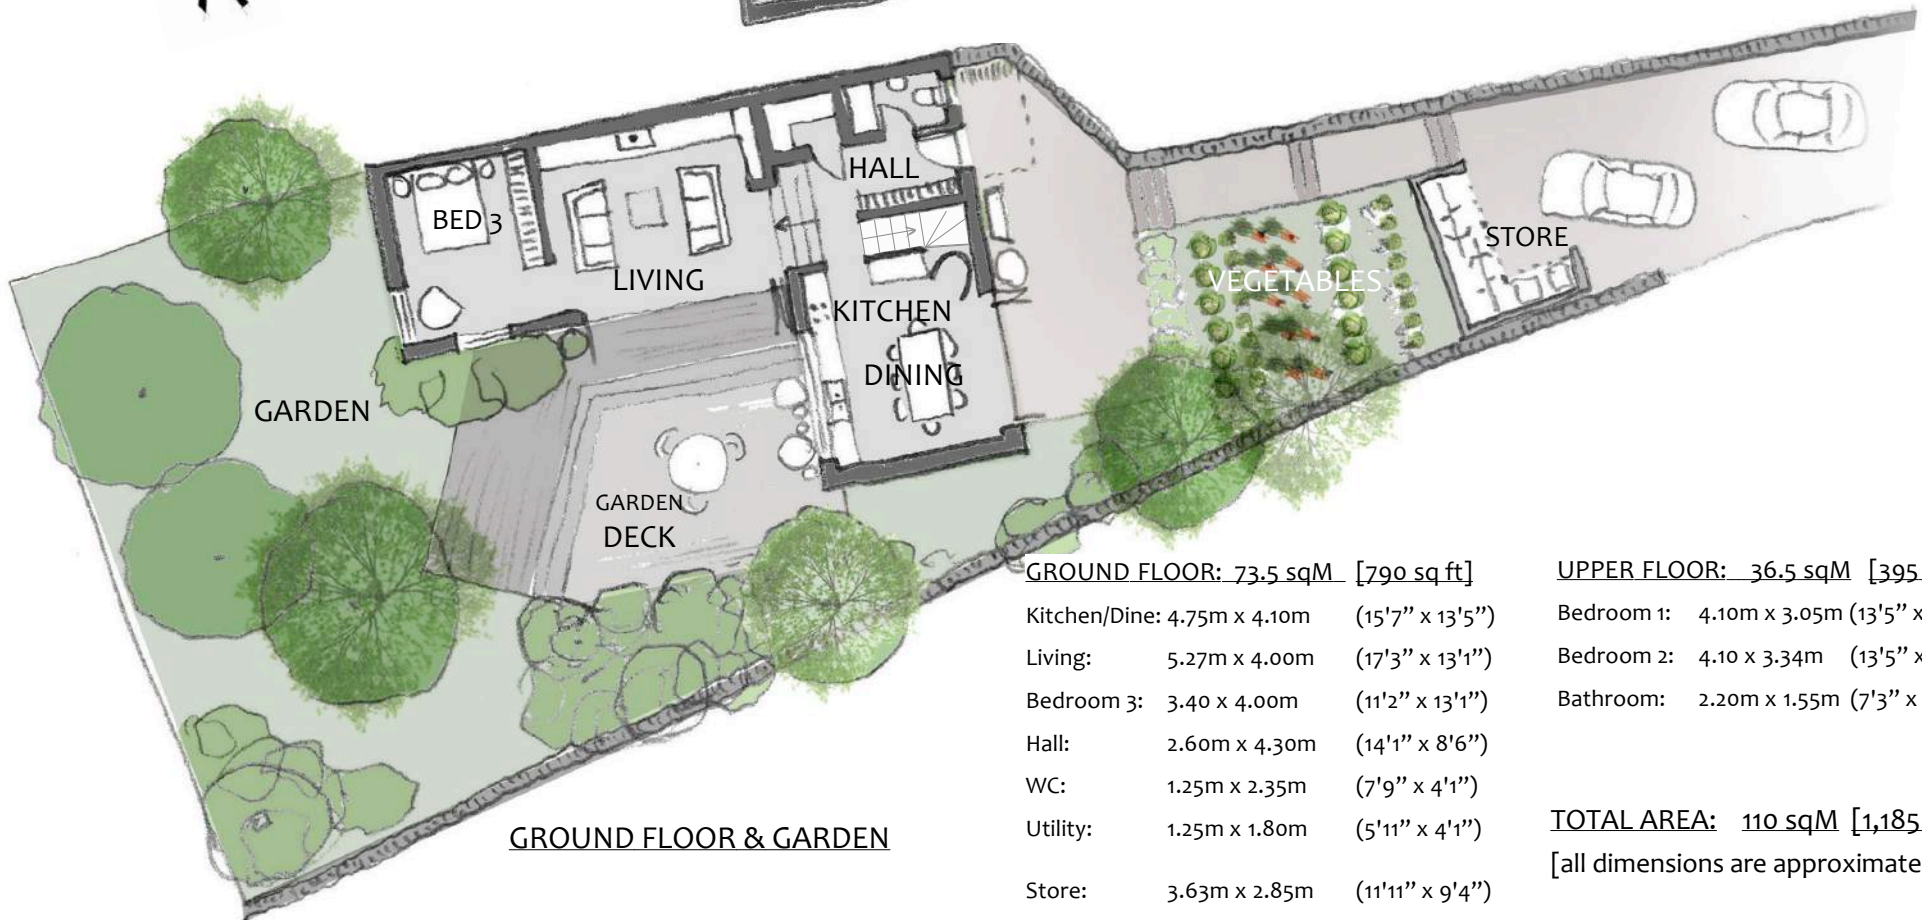 HALL
BED 3
LIVING
STORE
VEGETABLES
KITCHEN
DINING
GARDEN
GARDEN
DECK
GROUND FLOOR & GARDEN
GROUND FLOOR: 73.5 sqM [790 sq ft]
Kitchen/Dine: 4.75m x 4.10m (15'7” x 13'5”)
Living: 5.27m x 4.00m (17'3” x 13'1”)
Bedroom 3: 3.40 x 4.00m (11'2” x 13'1”)
Hall: 2.60m x 4.30m (14'1” x 8'6”)
WC: 1.25m x 2.35m (7'9” x 4'1”)
Utility: 1.25m x 1.80m (5'11” x 4'1”)
Store: 3.63m x 2.85m (11'11” x 9'4”)
UPPER FLOOR: 36.5 sqM [395
Bedroom 1: 4.10m x 3.05m (13'5” x
Bedroom 2: 4.10 x 3.34m (13'5” x
Bathroom: 2.20m x 1.55m (7'3” x
TOTAL AREA: 110 sqM [1,185
[all dimensions are approximate